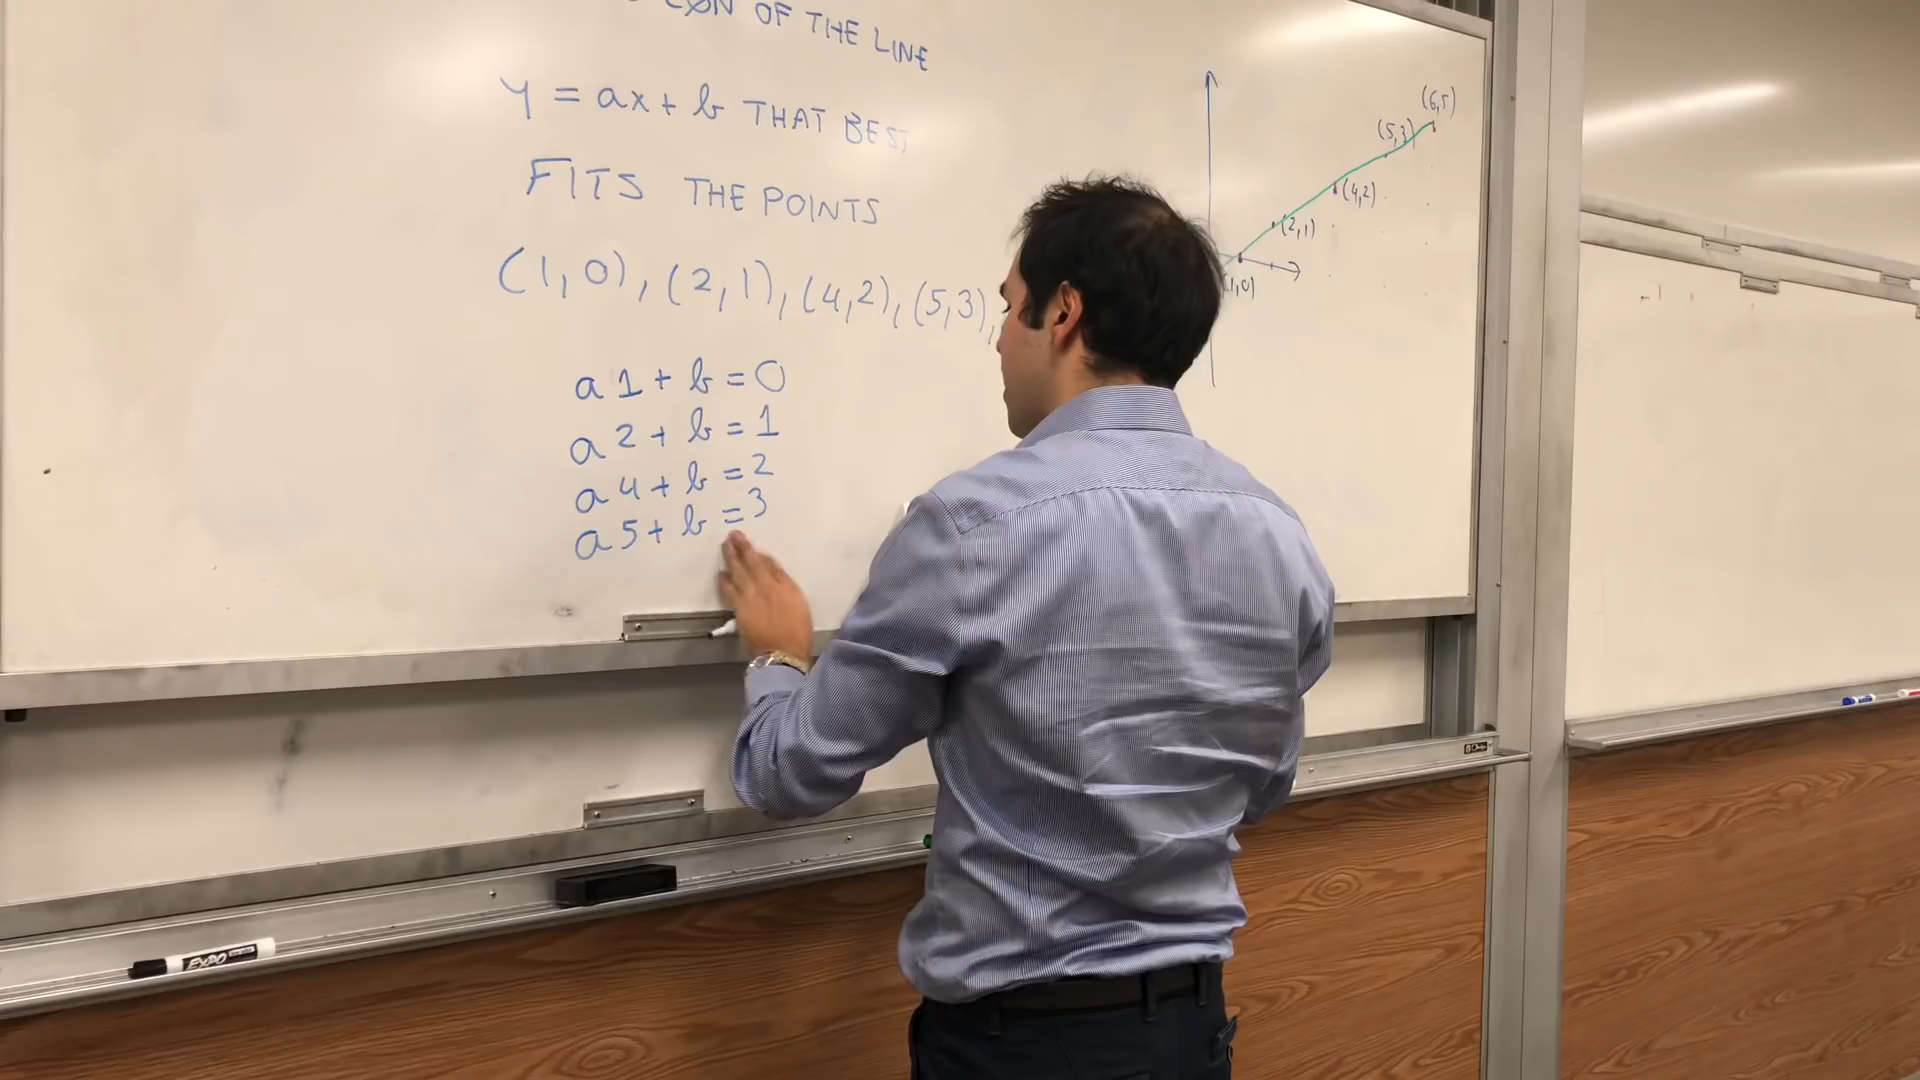 OF THE LINE
y = ax + b THAT BEST
FITS THE POINTS
(1,0), (2,1), (4,2), (5,3),
a 1 + b = 0
a 2 + b = 1
a 4 + b = 2
a 5 + b = 3
(6,5)
(5,3)
(4,2)
(2,1)
(1,0)
EXPO